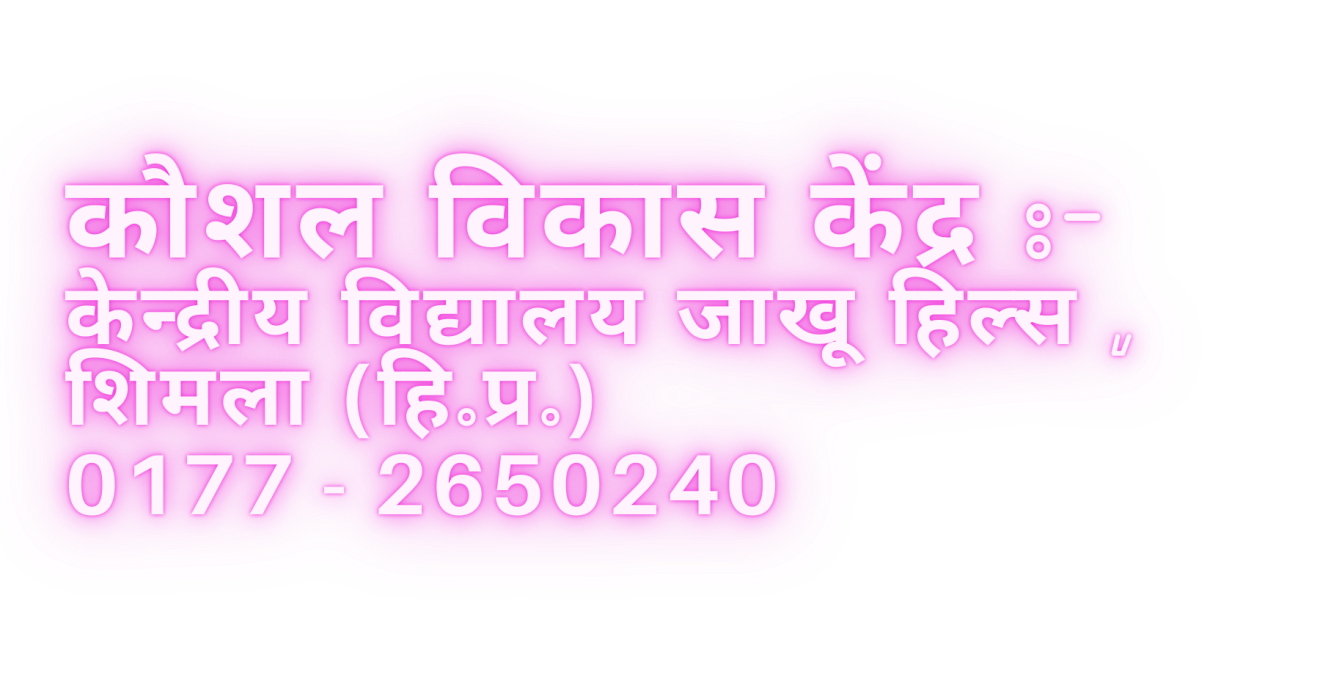 कौशल विकास केंद्र :-
केन्द्रीय विद्यालय जाखू हिल्स ,,
शिमला (हि.प्र.)
0177 - 2650240